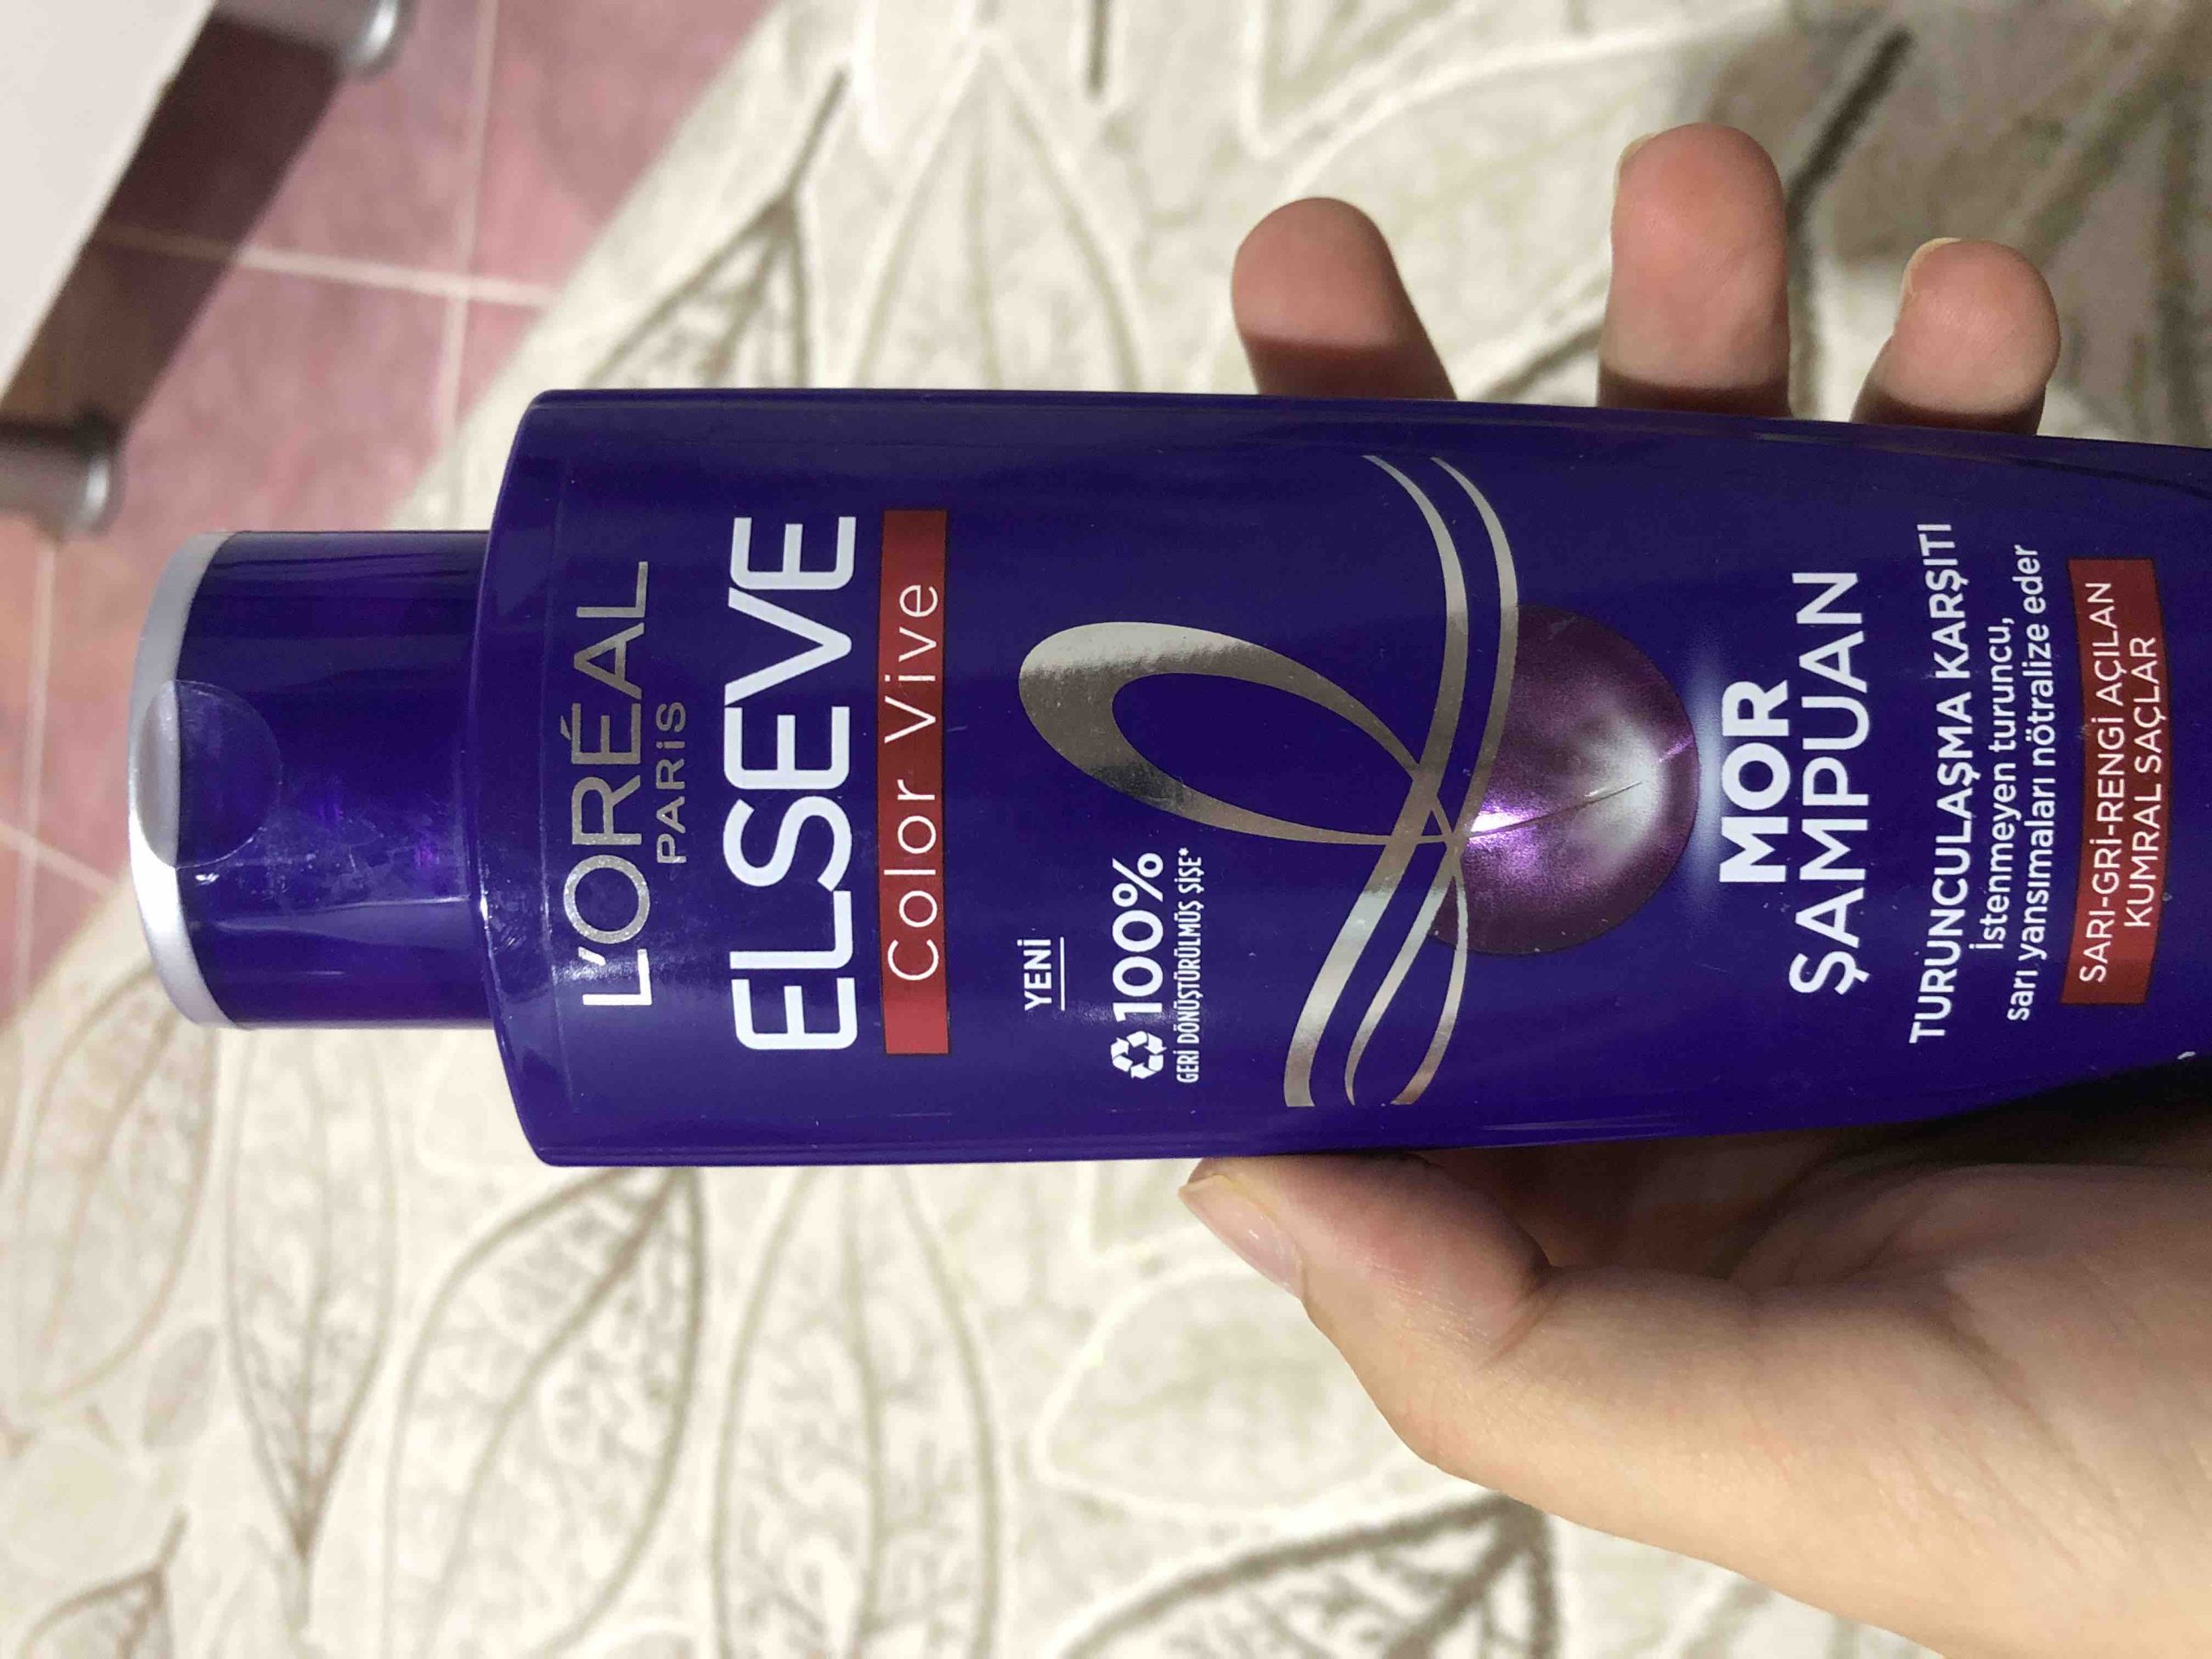 L'ORÉAL
PARİS
ELSEVE
Color Vive
YENİ
100%
GERİ DÖNÜŞTÜRÜLMÜŞ ŞİŞE*
MOR
ŞAMPUAN
TURUNCULAŞMA KARŞITI
İstenmeyen turuncu,
sarı yansımaları nötralize eder
SARI-GRİ-RENGİ AÇILAN
KUMRAL SAÇLAR